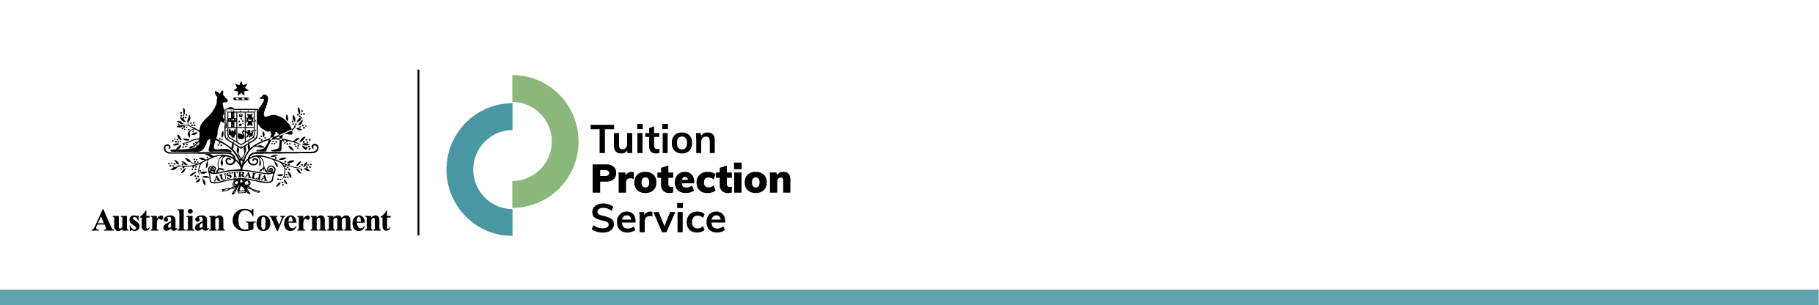 AUSTRALIA
Australian Government
Tuition
Protection
Service